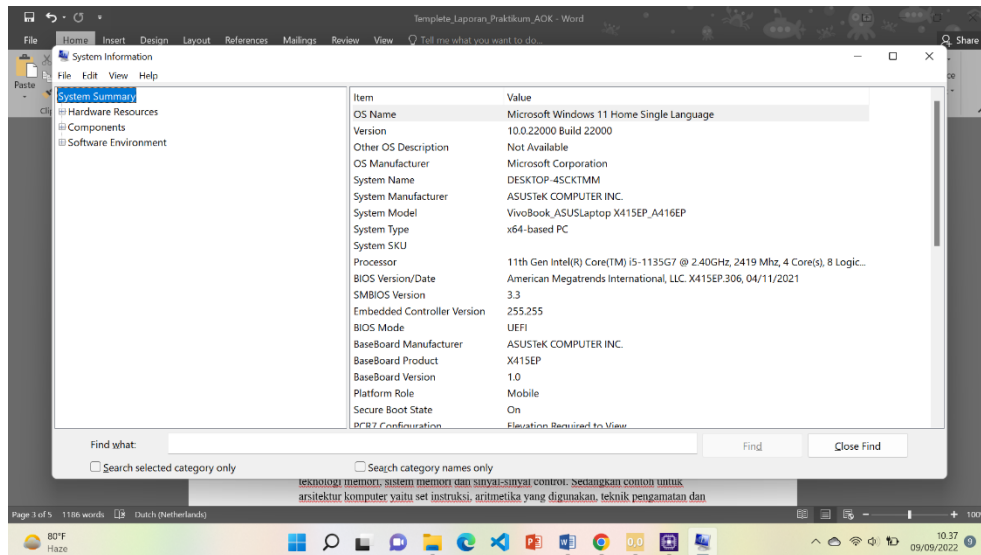 Templete_Laporan_Praktikum_AOK - Word
File Home Insert Design Layout References Mailings Review View Tell me what you want to do... Share
Paste
System Information
File Edit View Help
System Summary
Hardware Resources
Components
Software Environment
Item Value
OS Name Microsoft Windows 11 Home Single Language
Version 10.0.22000 Build 22000
Other OS Description Not Available
OS Manufacturer Microsoft Corporation
System Name DESKTOP-4SCKTMM
System Manufacturer ASUSTeK COMPUTER INC.
System Model VivoBook_ASUSLaptop X415EP_A416EP
System Type x64-based PC
System SKU
Processor 11th Gen Intel(R) Core(TM) i5-1135G7 @ 2.40GHz, 2419 Mhz, 4 Core(s), 8 Logic...
BIOS Version/Date American Megatrends International, LLC. X415EP.306, 04/11/2021
SMBIOS Version 3.3
Embedded Controller Version 255.255
BIOS Mode UEFI
BaseBoard Manufacturer ASUSTeK COMPUTER INC.
BaseBoard Product X415EP
BaseBoard Version 1.0
Platform Role Mobile
Secure Boot State On
PCR7 Configuration Elevation Required to View
Find what: Find Close Find
Search selected category only Search category names only
teknologi memori, sistem memori dan sinyal-sinyal control. Sedangkan contoh untuk
arsitektur komputer yaitu set instruksi, aritmetika yang digunakan, teknik pengamatan dan
Page 3 of 5 1186 words Dutch (Netherlands) 100
80°F
Haze
10.37
09/09/2022 9